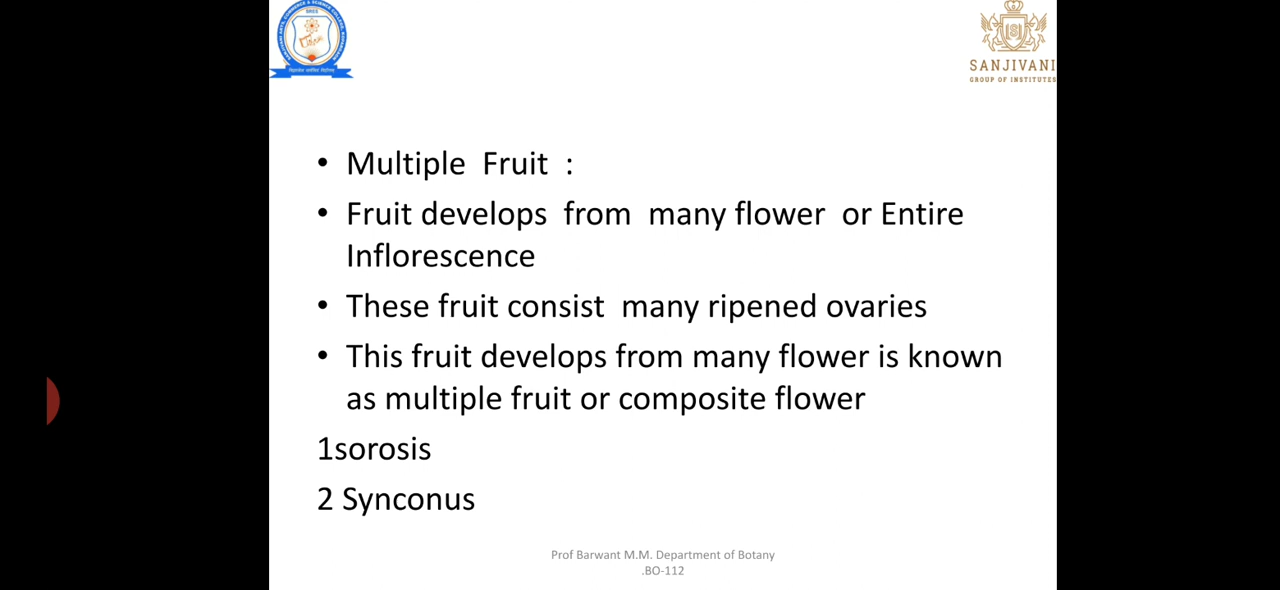 SANJIVANI
GROUP OF INSTITUTES
• Multiple Fruit :
• Fruit develops from many flower or Entire
Inflorescence
• These fruit consist many ripened ovaries
• This fruit develops from many flower is known
as multiple fruit or composite flower
1sorosis
2 Synconus
Prof Barwant M.M. Department of Botany
.BO-112